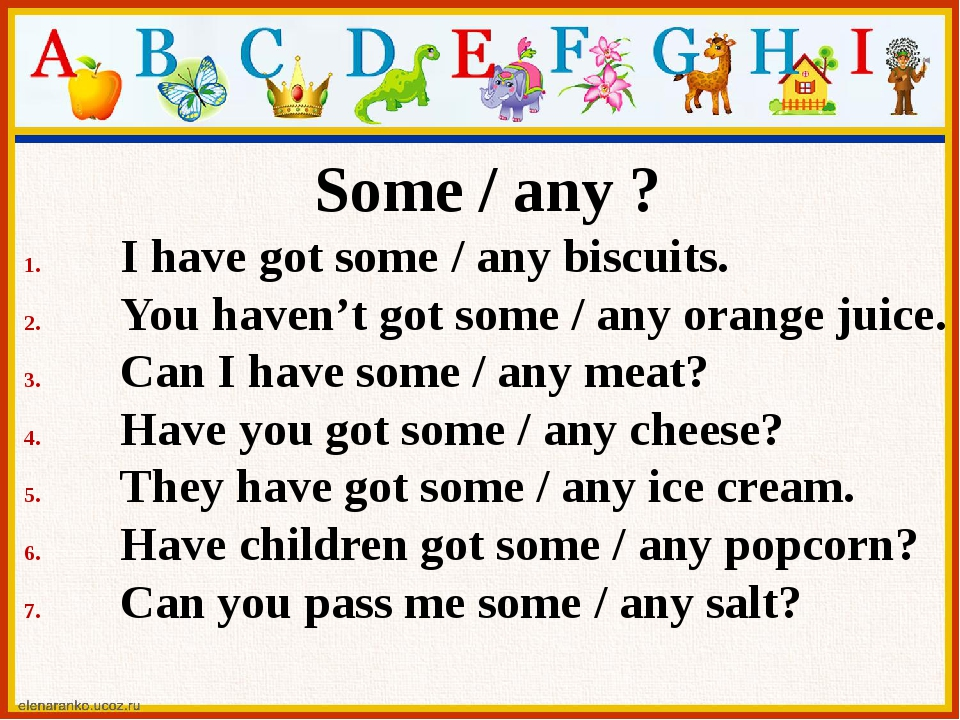 A B C D E F G H I
Some / any ?
1. I have got some / any biscuits.
2. You haven’t got some / any orange juice.
3. Can I have some / any meat?
4. Have you got some / any cheese?
5. They have got some / any ice cream.
6. Have children got some / any popcorn?
7. Can you pass me some / any salt?
elenaranko.ucoz.ru